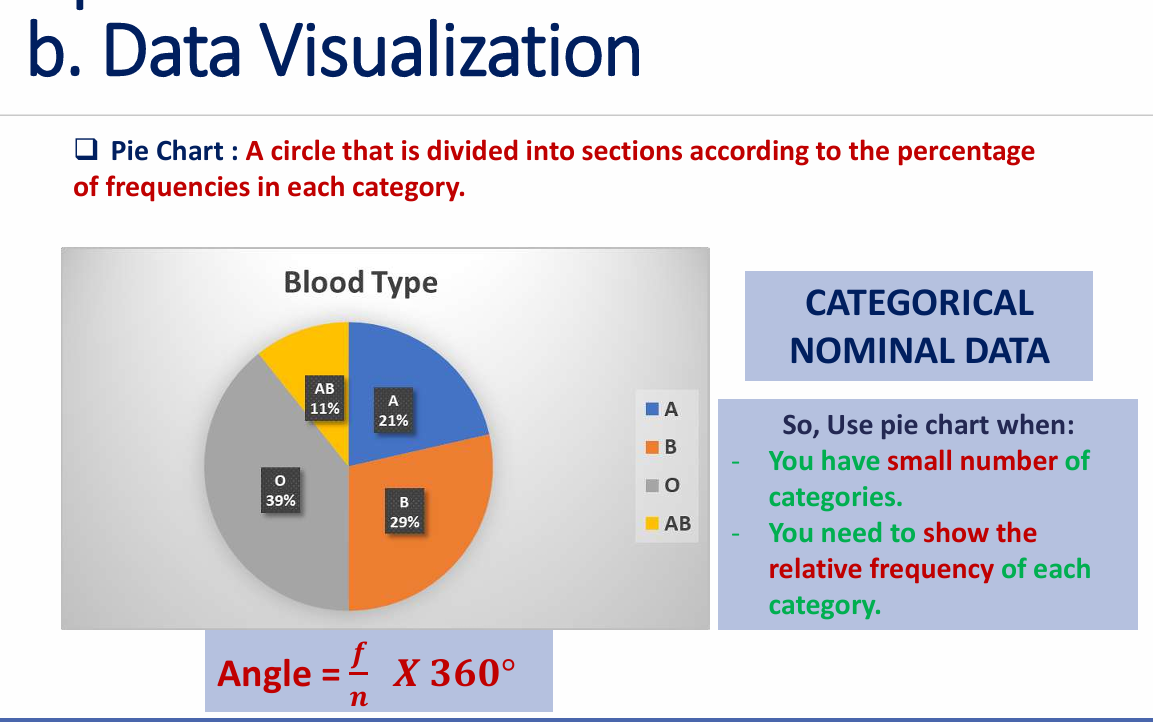 b. Data Visualization
❑ Pie Chart : A circle that is divided into sections according to the percentage
of frequencies in each category.
Blood Type
A
21%
B
29%
O
39%
AB
11%
A
B
O
AB
CATEGORICAL
NOMINAL DATA
So, Use pie chart when:
- You have small number of
categories.
- You need to show the
relative frequency of each
category.
Angle = f/n X 360°